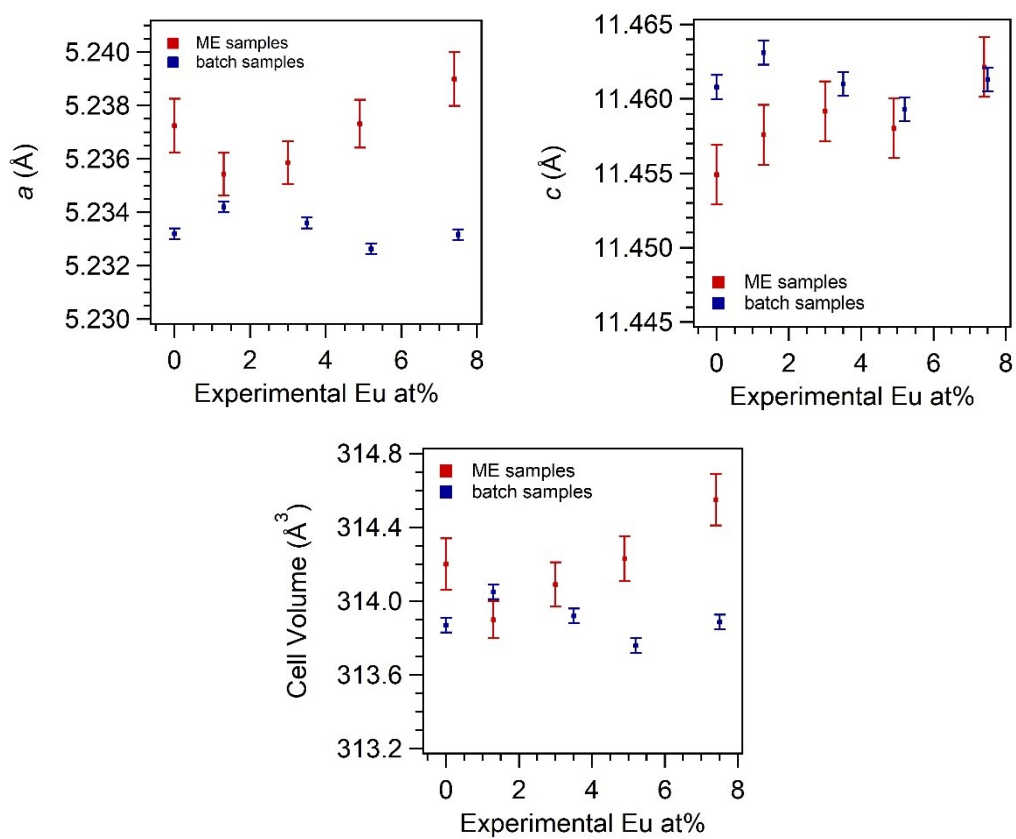 a (Å)
5.240
5.238
5.236
5.234
5.232
5.230
ME samples
batch samples
0 2 4 6 8
Experimental Eu at%
c (Å)
11.465
11.460
11.455
11.450
11.445
ME samples
batch samples
0 2 4 6 8
Experimental Eu at%
Cell Volume (Å³)
314.8
314.4
314.0
313.6
313.2
ME samples
batch samples
0 2 4 6 8
Experimental Eu at%